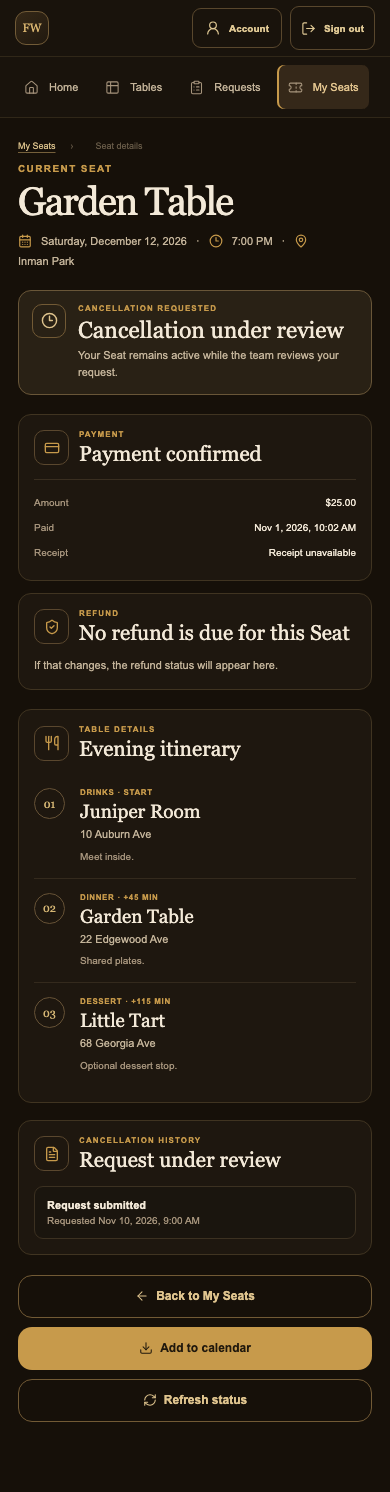 FW
Account
Sign out
Home
Tables
Requests
My Seats
My Seats › Seat details
CURRENT SEAT
Garden Table
Saturday, December 12, 2026 · 7:00 PM ·
Inman Park
CANCELLATION REQUESTED
Cancellation under review
Your Seat remains active while the team reviews your
request.
PAYMENT
Payment confirmed
Amount $25.00
Paid Nov 1, 2026, 10:02 AM
Receipt Receipt unavailable
REFUND
No refund is due for this Seat
If that changes, the refund status will appear here.
TABLE DETAILS
Evening itinerary
01
DRINKS · START
Juniper Room
10 Auburn Ave
Meet inside.
02
DINNER · +45 MIN
Garden Table
22 Edgewood Ave
Shared plates.
03
DESSERT · +115 MIN
Little Tart
68 Georgia Ave
Optional dessert stop.
CANCELLATION HISTORY
Request under review
Request submitted
Requested Nov 10, 2026, 9:00 AM
Back to My Seats
Add to calendar
Refresh status